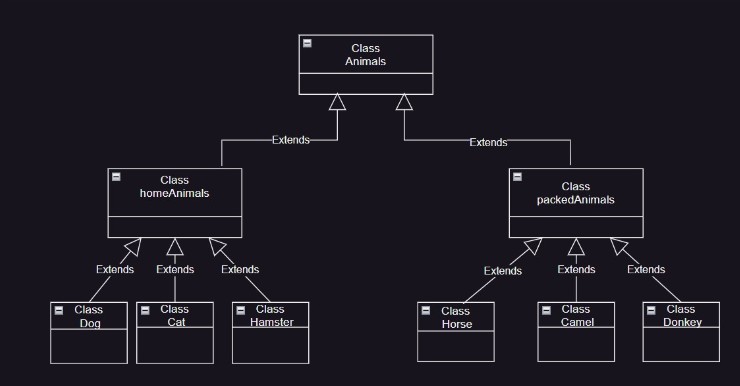 Class
Animals
Extends
Extends
Class
homeAnimals
Class
packedAnimals
Extends
Extends
Extends
Extends
Extends
Extends
Class
Dog
Class
Cat
Class
Hamster
Class
Horse
Class
Camel
Class
Donkey